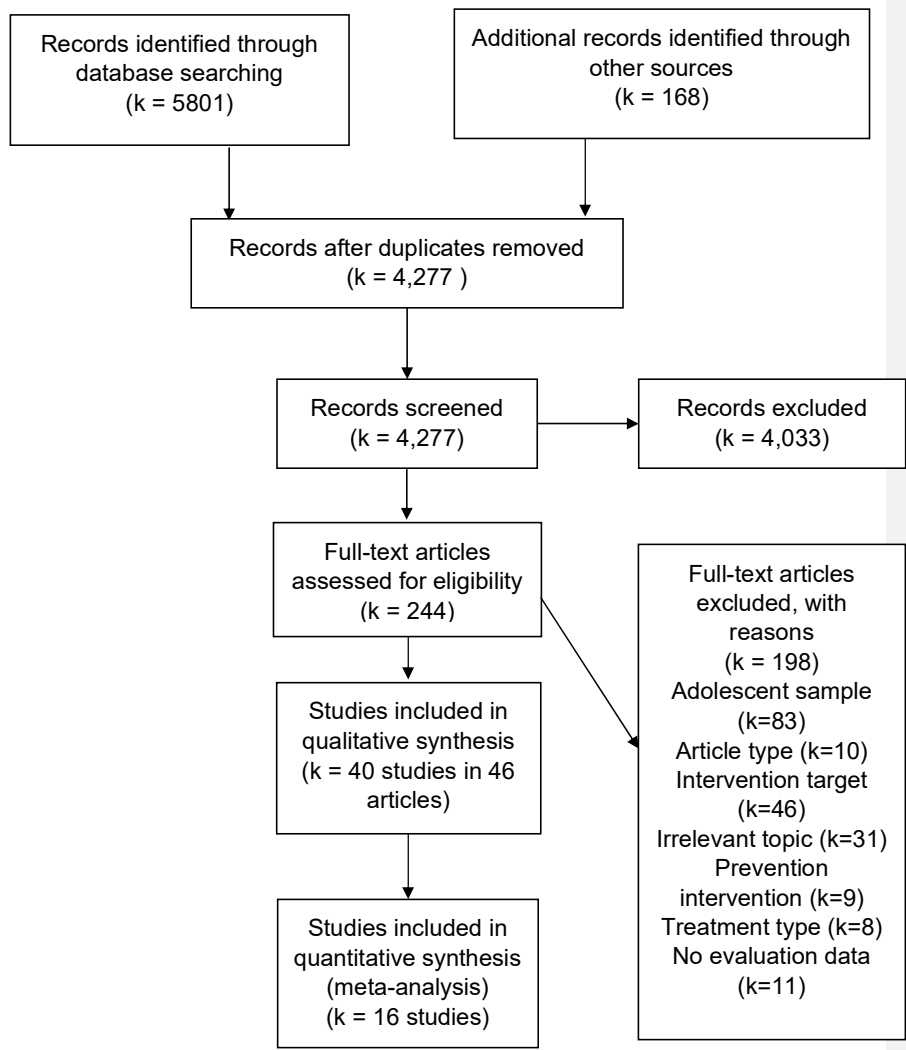 Records identified through
database searching
(k = 5801)
Additional records identified through
other sources
(k = 168)
Records after duplicates removed
(k = 4,277 )
Records screened
(k = 4,277)
Records excluded
(k = 4,033)
Full-text articles
assessed for eligibility
(k = 244)
Full-text articles
excluded, with
reasons
(k = 198)
Adolescent sample
(k=83)
Article type (k=10)
Intervention target
(k=46)
Irrelevant topic (k=31)
Prevention
intervention (k=9)
Treatment type (k=8)
No evaluation data
(k=11)
Studies included in
qualitative synthesis
(k = 40 studies in 46
articles)
Studies included in
quantitative synthesis
(meta-analysis)
(k = 16 studies)